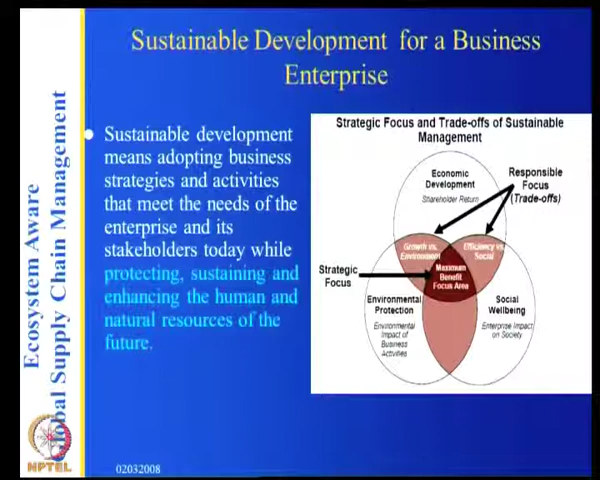 Sustainable Development for a Business
Enterprise
Ecosystem Aware
Global Supply Chain Management
Sustainable development
means adopting business
strategies and activities
that meet the needs of the
enterprise and its
stakeholders today while
protecting, sustaining and
enhancing the human and
natural resources of the
future.
Strategic Focus and Trade-offs of Sustainable
Management
Economic
Development
Shareholder Return
Responsible
Focus
(Trade-offs)
Growth vs.
Environment
Efficiency vs.
Social
Maximum
Benefit
Focus Area
Strategic
Focus
Environmental
Protection
Environmental
Impact of
Business
Activities
Social
Wellbeing
Enterprise Impact
on Society
NPTEL
02032008